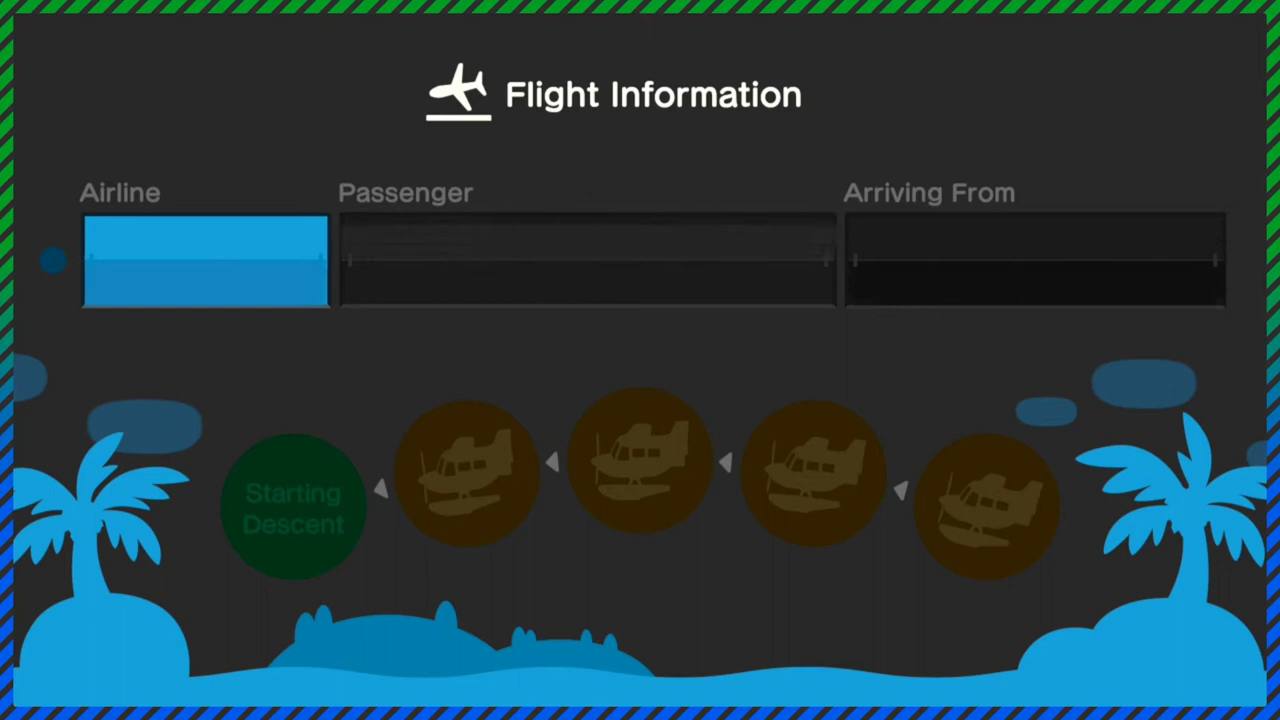 Flight Information
Airline
Passenger
Arriving From
Starting
Descent